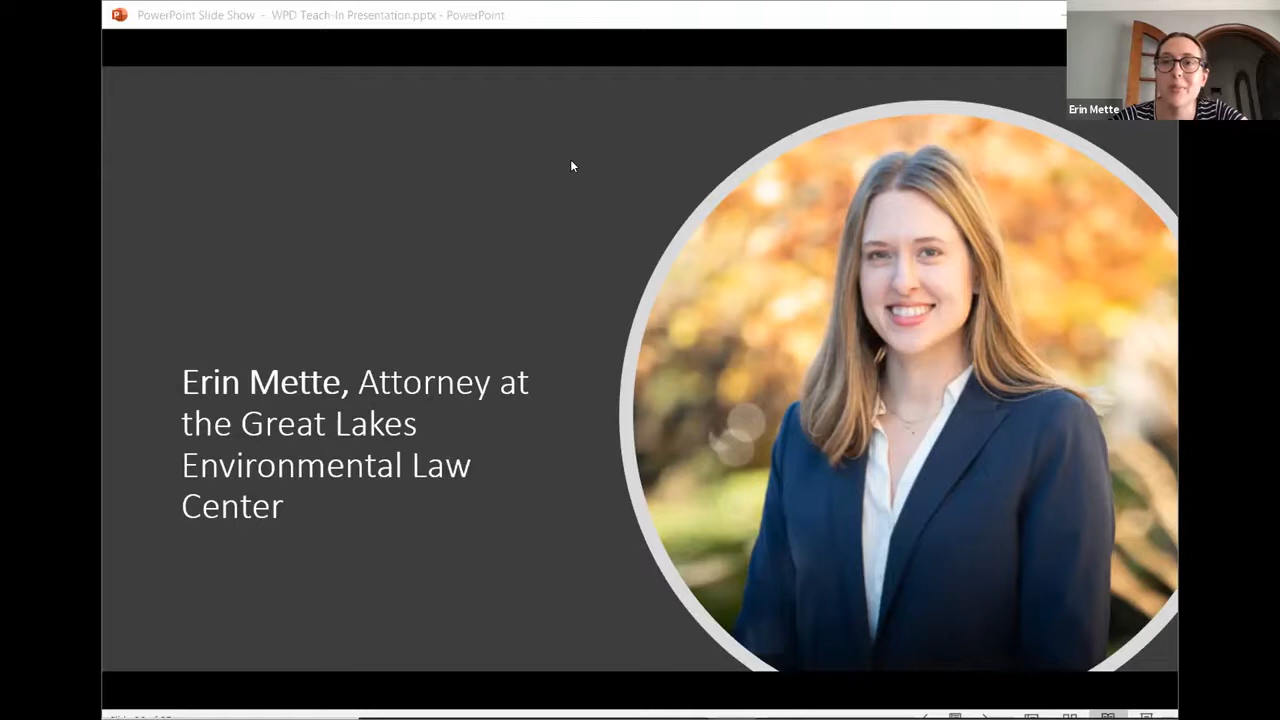 PowerPoint Slide Show - WPD Teach-In Presentation.pptx - PowerPoint
Erin Mette
Erin Mette, Attorney at
the Great Lakes
Environmental Law
Center